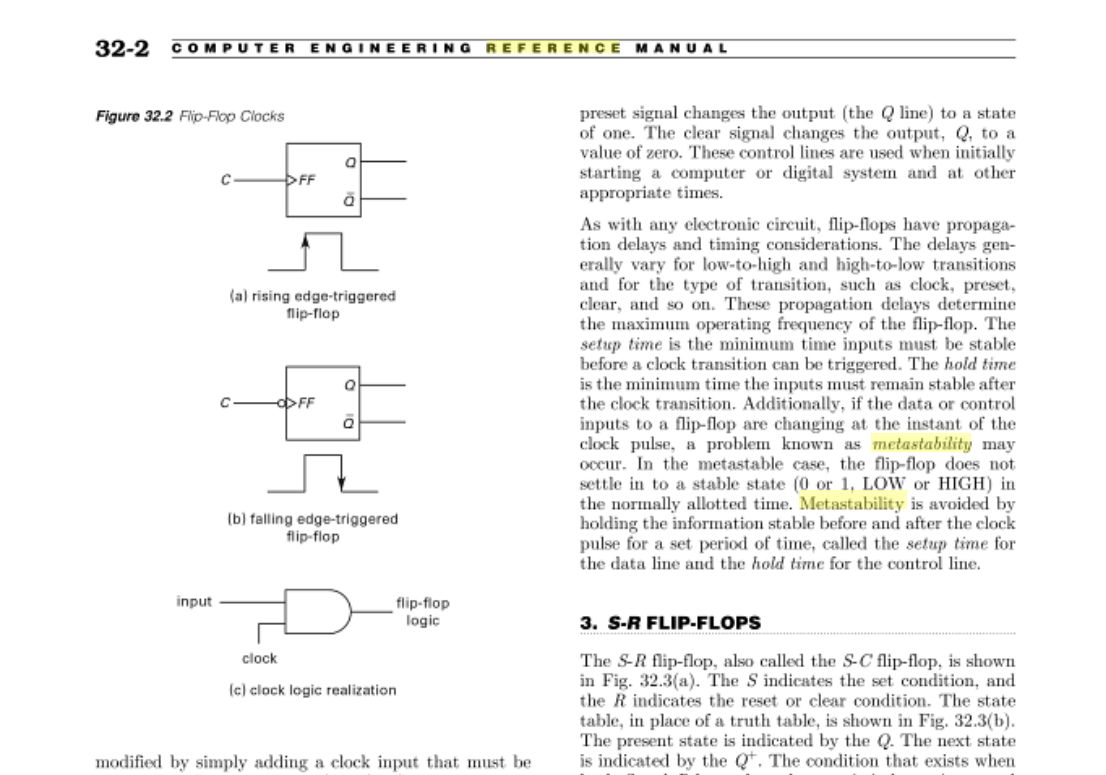 32-2 COMPUTER ENGINEERING REFERENCE MANUAL
Figure 32.2 Flip-Flop Clocks
C
FF
Q
Q̄
(a) rising edge-triggered
flip-flop
C
FF
Q
Q̄
(b) falling edge-triggered
flip-flop
input
clock
flip-flop
logic
(c) clock logic realization
modified by simply adding a clock input that must be
preset signal changes the output (the Q line) to a state
of one. The clear signal changes the output, Q, to a
value of zero. These control lines are used when initially
starting a computer or digital system and at other
appropriate times.
As with any electronic circuit, flip-flops have propaga-
tion delays and timing considerations. The delays gen-
erally vary for low-to-high and high-to-low transitions
and for the type of transition, such as clock, preset,
clear, and so on. These propagation delays determine
the maximum operating frequency of the flip-flop. The
setup time is the minimum time inputs must be stable
before a clock transition can be triggered. The hold time
is the minimum time the inputs must remain stable after
the clock transition. Additionally, if the data or control
inputs to a flip-flop are changing at the instant of the
clock pulse, a problem known as metastability may
occur. In the metastable case, the flip-flop does not
settle in to a stable state (0 or 1, LOW or HIGH) in
the normally allotted time. Metastability is avoided by
holding the information stable before and after the clock
pulse for a set period of time, called the setup time for
the data line and the hold time for the control line.
3. S-R FLIP-FLOPS
The S-R flip-flop, also called the S-C flip-flop, is shown
in Fig. 32.3(a). The S indicates the set condition, and
the R indicates the reset or clear condition. The state
table, in place of a truth table, is shown in Fig. 32.3(b).
The present state is indicated by the Q. The next state
is indicated by the Q⁺. The condition that exists when